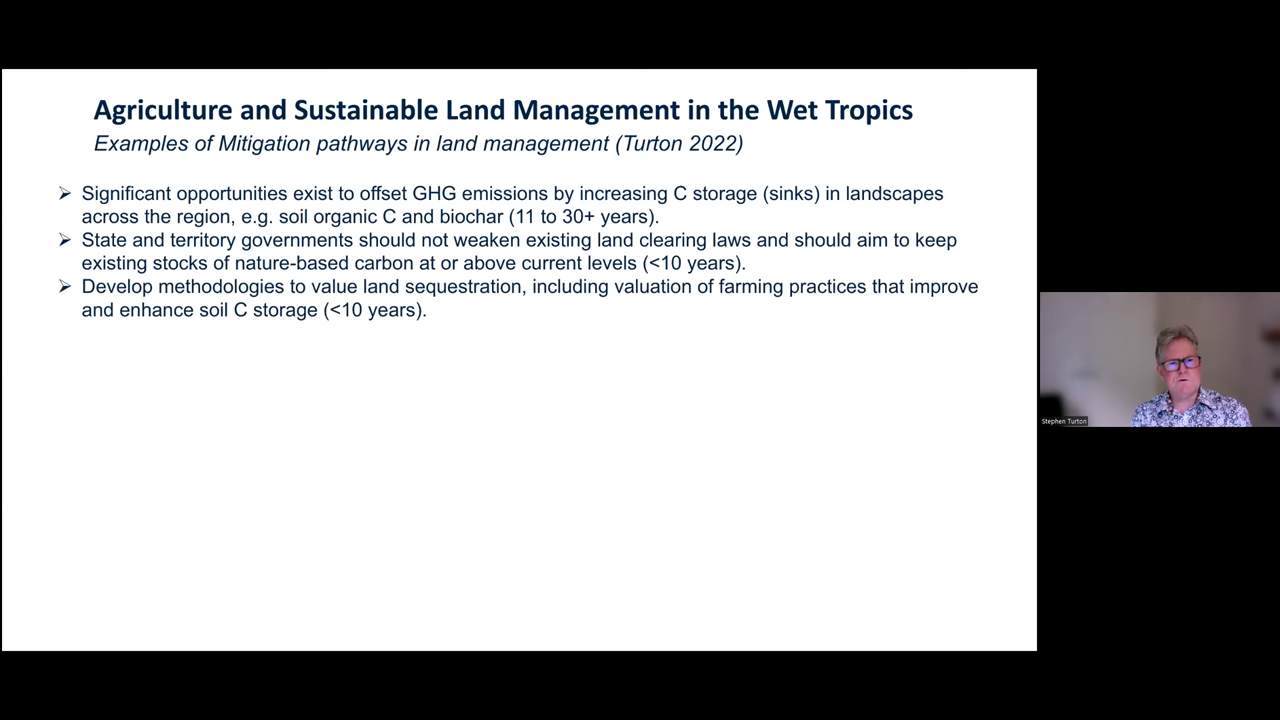 Agriculture and Sustainable Land Management in the Wet Tropics
Examples of Mitigation pathways in land management (Turton 2022)
➢ Significant opportunities exist to offset GHG emissions by increasing C storage (sinks) in landscapes
across the region, e.g. soil organic C and biochar (11 to 30+ years).
➢ State and territory governments should not weaken existing land clearing laws and should aim to keep
existing stocks of nature-based carbon at or above current levels (<10 years).
➢ Develop methodologies to value land sequestration, including valuation of farming practices that improve
and enhance soil C storage (<10 years).
Stephen Turton